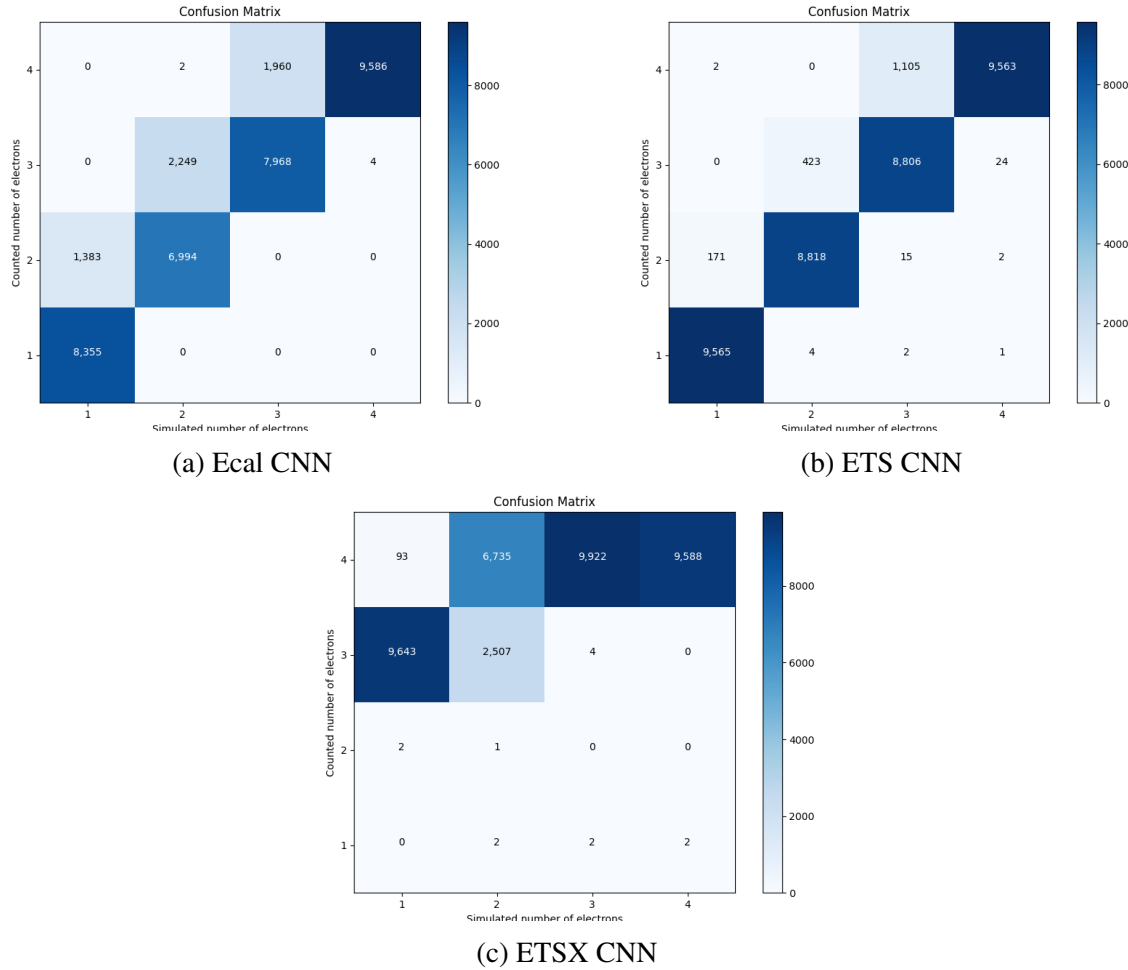 Confusion Matrix
Counted number of electrons
4 0 2 1,960 9,586
3 0 2,249 7,968 4
2 1,383 6,994 0 0
1 8,355 0 0 0
1 2 3 4
Simulated number of electrons
8000
6000
4000
2000
0
(a) Ecal CNN
Confusion Matrix
Counted number of electrons
4 2 0 1,105 9,563
3 0 423 8,806 24
2 171 8,818 15 2
1 9,565 4 2 1
1 2 3 4
Simulated number of electrons
8000
6000
4000
2000
0
(b) ETS CNN
Confusion Matrix
Counted number of electrons
4 93 6,735 9,922 9,588
3 9,643 2,507 4 0
2 2 1 0 0
1 0 2 2 2
1 2 3 4
Simulated number of electrons
8000
6000
4000
2000
0
(c) ETSX CNN